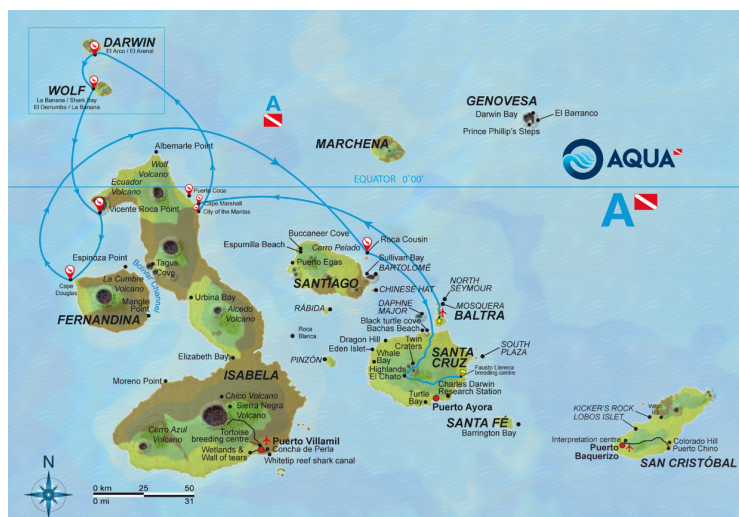 DARWIN
El Arco / El Arenal
WOLF
La Banana / Shark Bay
El Derrumbe / La Banana
A
GENOVESA
Darwin Bay
El Barranco
Prince Phillip's Steps
MARCHENA
AQUA
A
EQUATOR 0°00'
Albemarle Point
Wolf
Volcano
Ecuador
Volcano
Puerto Coca
Cape Marshall
City of the Mantas
Vicente Roca Point
Roca Cousin
Buccaneer Cove
Sullivan Bay
Espumilla Beach
Cerro Pelado
BARTOLOMÉ
Puerto Egas
SANTIAGO
CHINESE HAT
Espinoza Point
Tagus
Cove
Bolivar Channel
Cape
Douglas
La Cumbre
Volcano
Mangle
Point
FERNANDINA
Urbina Bay
Alcedo
Volcano
RÁBIDA
Roca
Blanca
PINZÓN
NORTH
SEYMOUR
MOSQUERA
BALTRA
DAPHNE
MAJOR
Black turtle cove
Bachas Beach
Dragon Hill
Eden Islet
Twin
Craters
Whale
Bay
SANTA
CRUZ
SOUTH
PLAZA
Highlands
El Chato
Fausto Llerena
breeding centre
Charles Darwin
Research Station
Turtle
Bay
Puerto Ayora
Elizabeth Bay
ISABELA
Moreno Point
Chico Volcano
Sierra Negra
Volcano
Cerro Azul
Volcano
Tortoise
breeding centre
Puerto Villamil
Concha de Perla
Wetlands &
Wall of tears
Whitetip reef shark canal
SANTA FÉ
Barrington Bay
KICKER'S ROCK
LOBOS ISLET
Interpretation centre
Puerto
Baquerizo
Colorado Hill
Puerto Chino
SAN CRISTÓBAL
N
0 km 25 50
0 mi 31